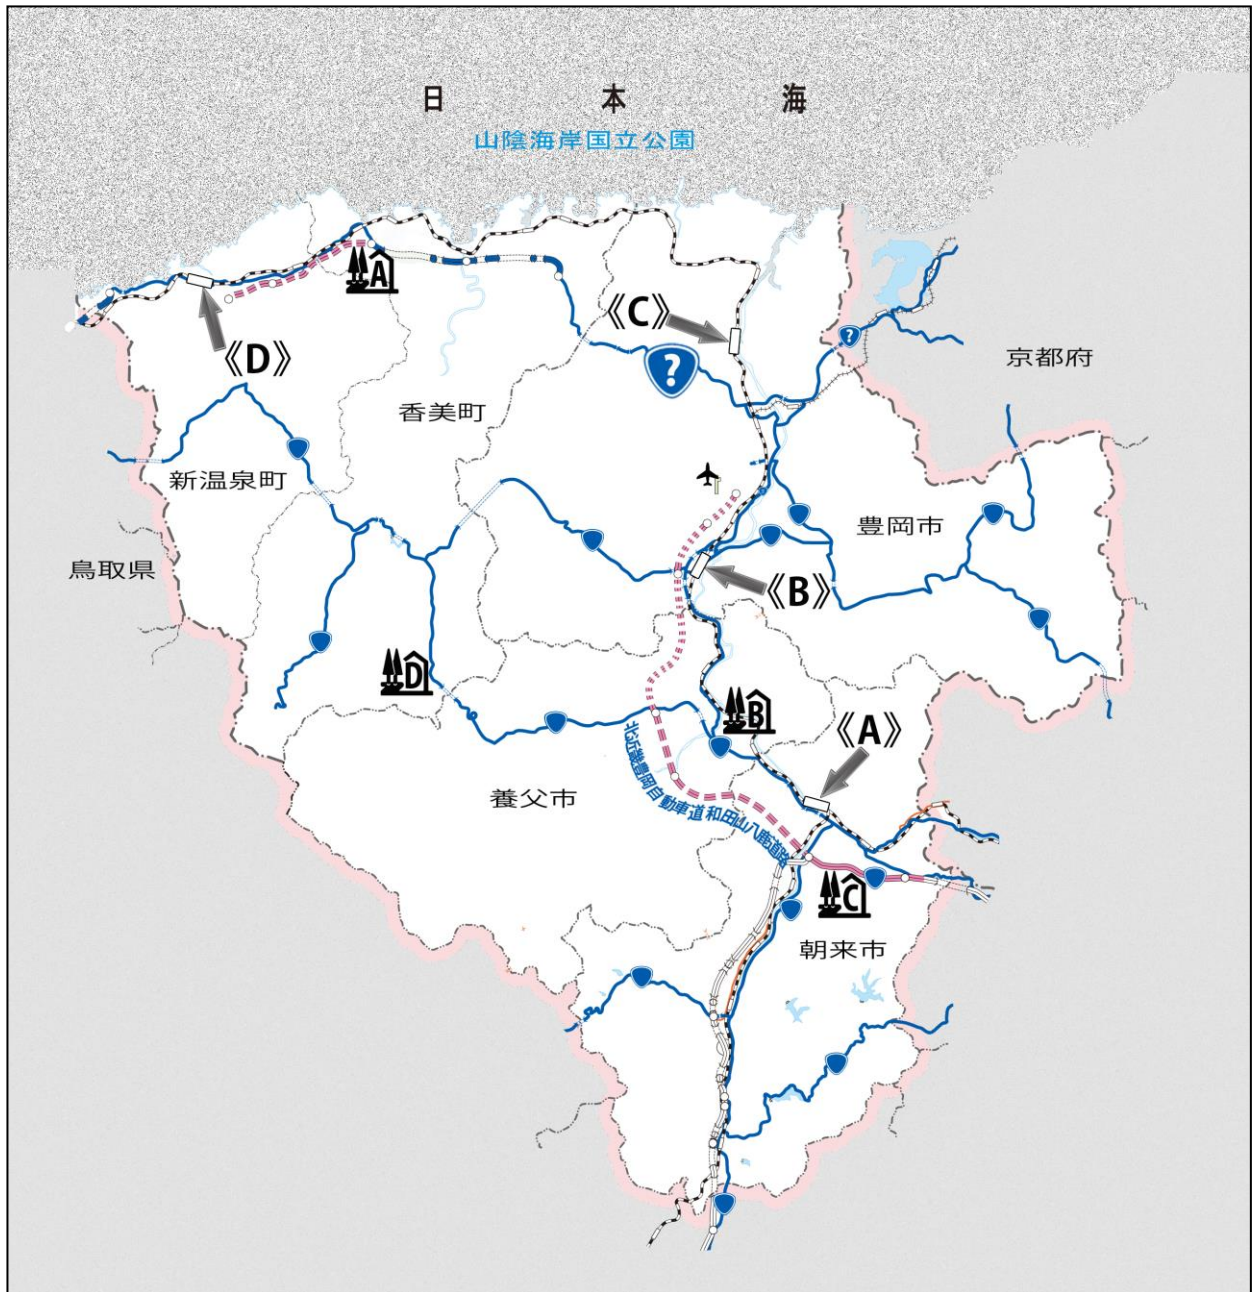 日本海
山陰海岸国立公園
A
《C》
?
?
京都府
《D》
香美町
新温泉町
豊岡市
鳥取県
《B》
D
B
《A》
北近畿豊岡自動車道 和田山八鹿道路
養父市
C
朝来市